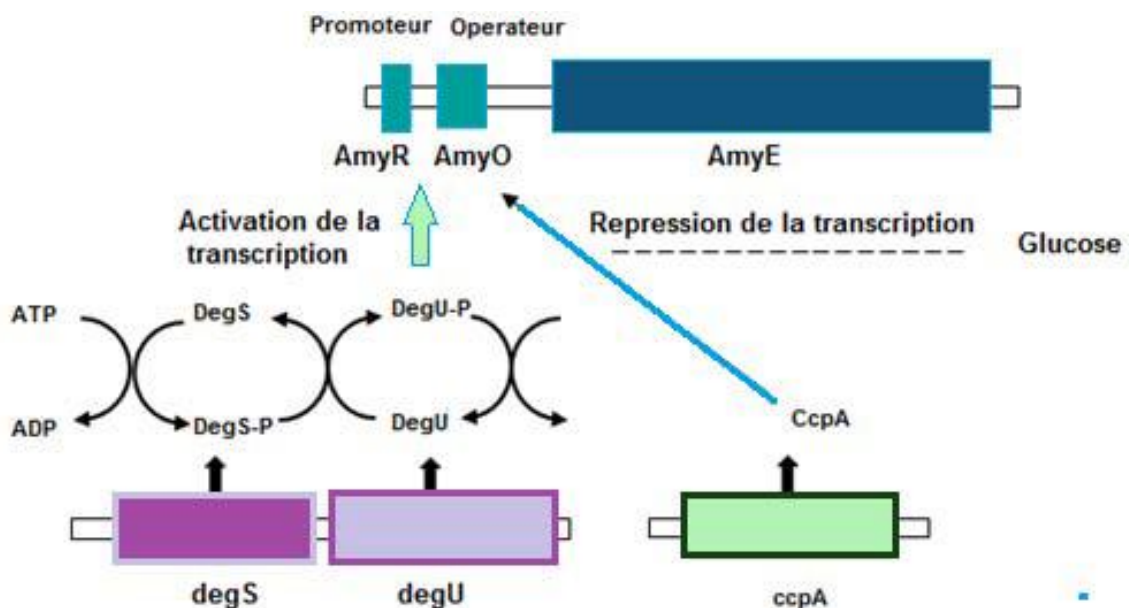 Promoteur Operateur
AmyR AmyO AmyE
Activation de la
transcription
Repression de la transcription
Glucose
ATP DegS DegU-P
ADP DegS-P DegU CcpA
degS degU ccpA